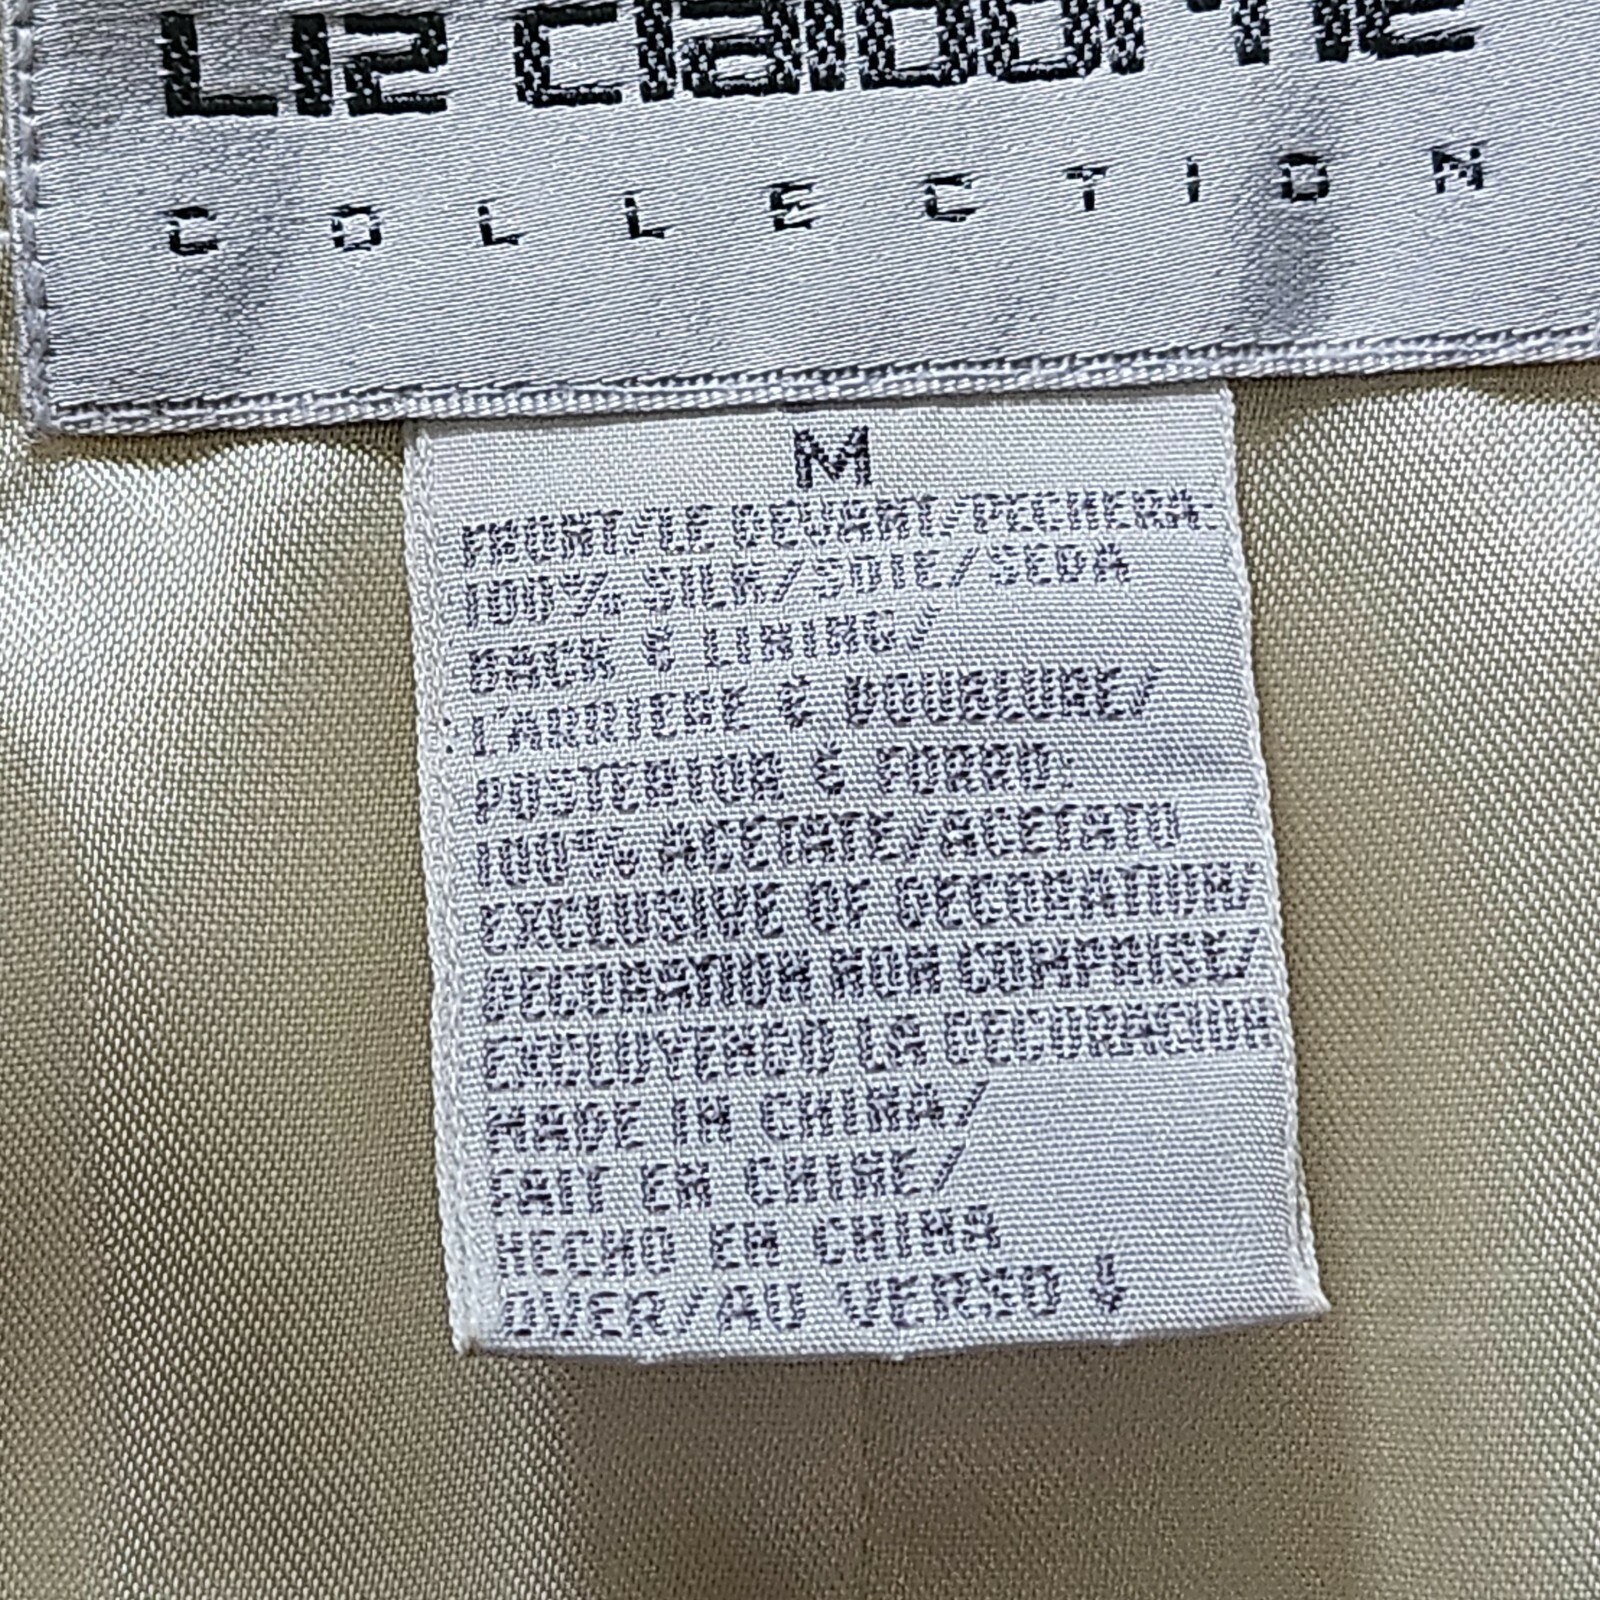 Liz claiborne
COLLECTION
M
FRONT/LE DEVANT/PECHERA:
100% SILK/SOIE/SEDA
BACK & LINING/
L'ARRIERE & DOUBLURE/
POSTERIOR & FORRO:
100% ACETATE/ACETATO
EXCLUSIVE OF DECORATION/
DECORATION NON COMPRISE/
EXCLUYENDO LA DECORACION
MADE IN CHINA/
FAIT EN CHINE/
HECHO EN CHINA
OVER/AU VERSO ↓